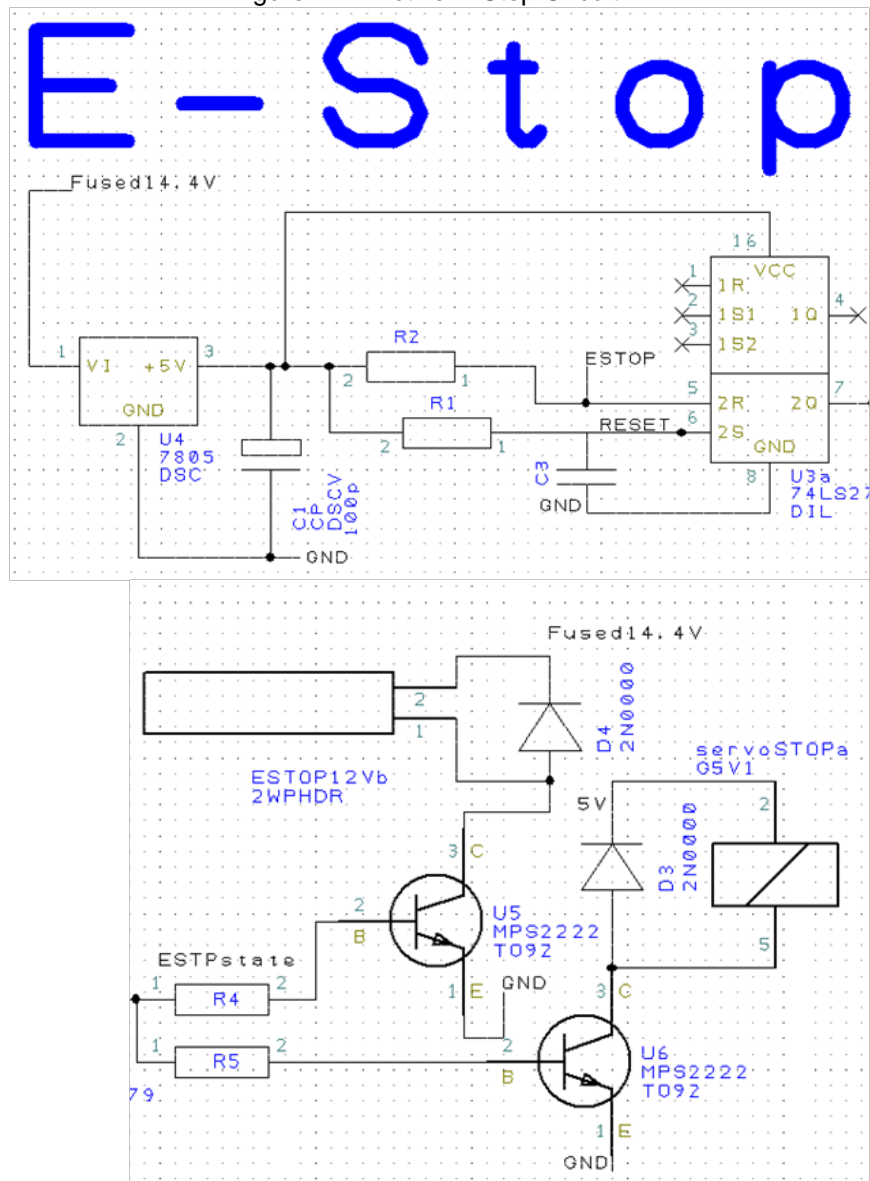 E-Stop
Fused14.4V
16
VCC
1
1R
2
1S1
1Q
4
3
1S2
R2
ESTOP
1
VI
+5V
3
2
1
5
2R
2Q
7
GND
R1
RESET
6
2S
2
2
1
GND
U4
7805
DSC
C3
8
U3a
74LS27
DIL
GND
C1
CP
DSCV
100p
GND
Fused14.4V
2
1
D4
2N0000
servoSTOPa
G5V1
ESTOP12Vb
2WPHDR
5V
2
3
C
D3
2N0000
2
B
U5
MPS2222
TO92
ESTPstate
5
1
R4
2
1
E
GND
3
C
1
R5
2
2
B
U6
MPS2222
TO92
79
1
E
GND